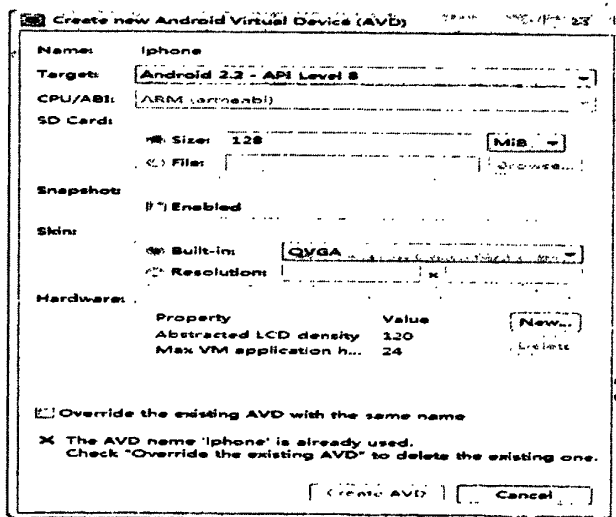 Create new Android Virtual Device (AVD)
Name: Iphone
Target: Android 2.2 - API Level 8
CPU/ABI: ARM (armeabi)
SD Card:
Size: 128 MiB
File: Browse...
Snapshot:
Enabled
Skin:
Built-in: QVGA
Resolution: x
Hardware:
Property Value New...
Abstracted LCD density 120 Delete
Max VM application h... 24
Override the existing AVD with the same name
The AVD name 'Iphone' is already used.
Check "Override the existing AVD" to delete the existing one.
Create AVD Cancel